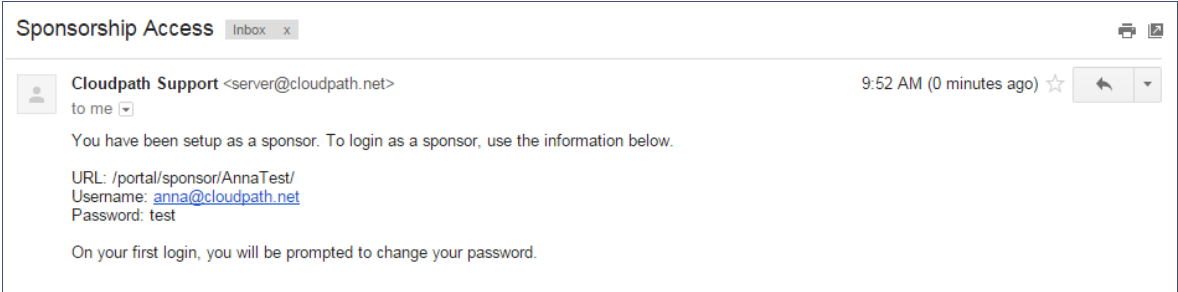 Sponsorship Access Inbox x
Cloudpath Support <server@cloudpath.net> 9:52 AM (0 minutes ago)
to me
You have been setup as a sponsor. To login as a sponsor, use the information below.
URL: /portal/sponsor/AnnaTest/
Username: anna@cloudpath.net
Password: test
On your first login, you will be prompted to change your password.